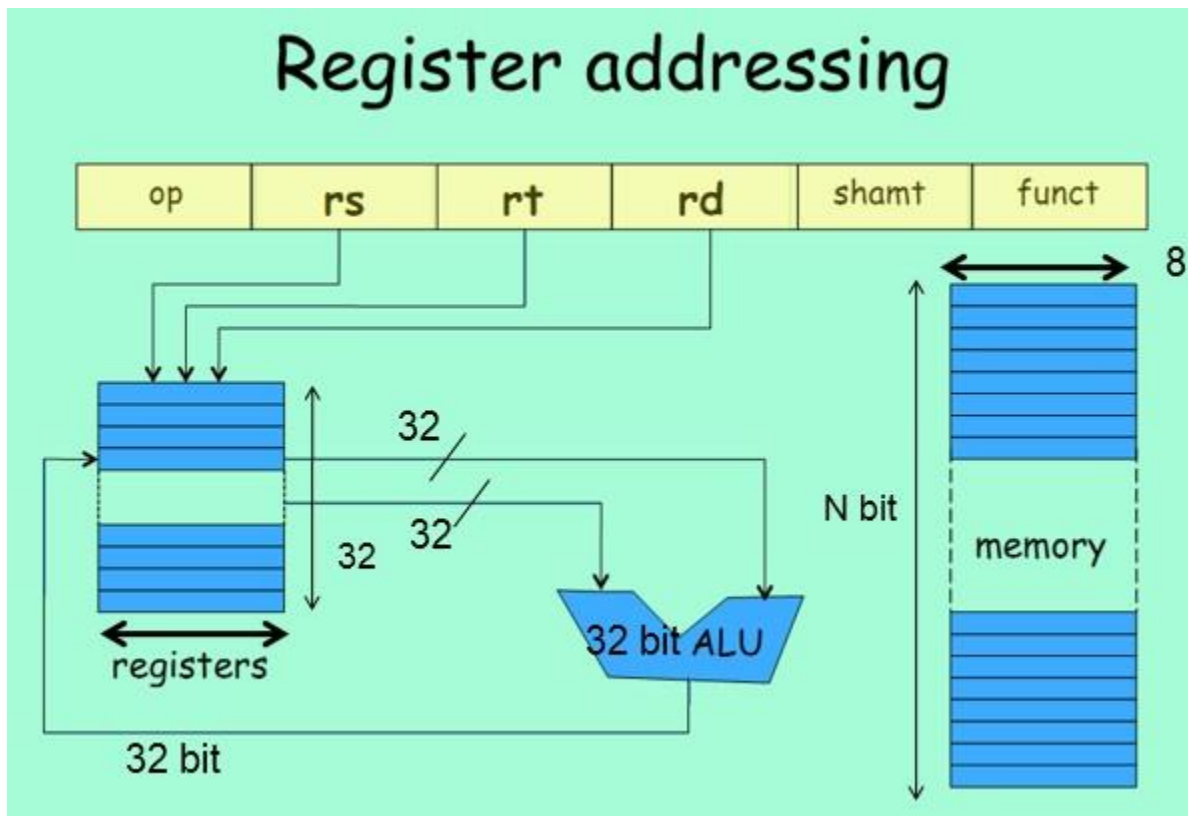 Register addressing
op rs rt rd shamt funct
8
32
32
32
N bit
memory
32 bit ALU
registers
32 bit